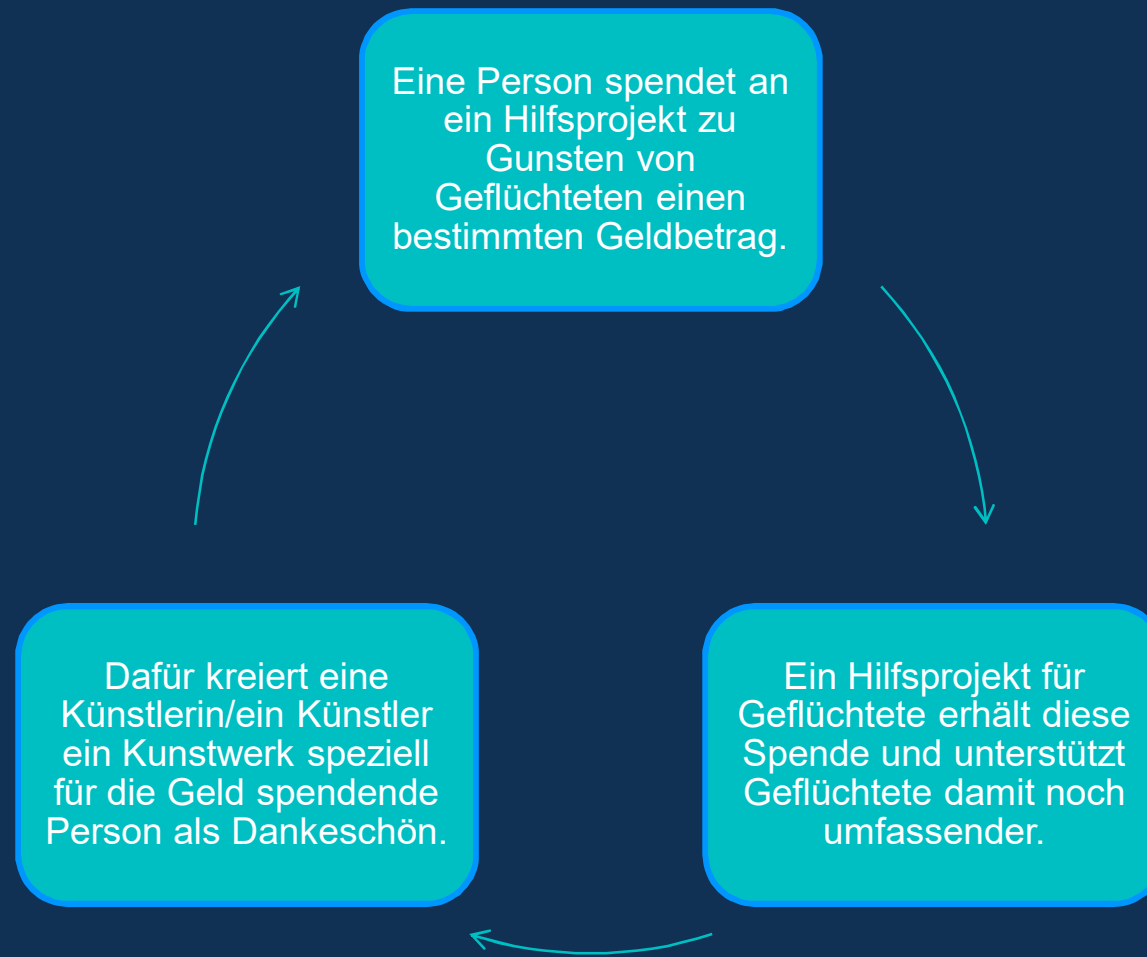 Eine Person spendet an
ein Hilfsprojekt zu
Gunsten von
Geflüchteten einen
bestimmten Geldbetrag.
Dafür kreiert eine
Künstlerin/ein Künstler
ein Kunstwerk speziell
für die Geld spendende
Person als Dankeschön.
Ein Hilfsprojekt für
Geflüchtete erhält diese
Spende und unterstützt
Geflüchtete damit noch
umfassender.